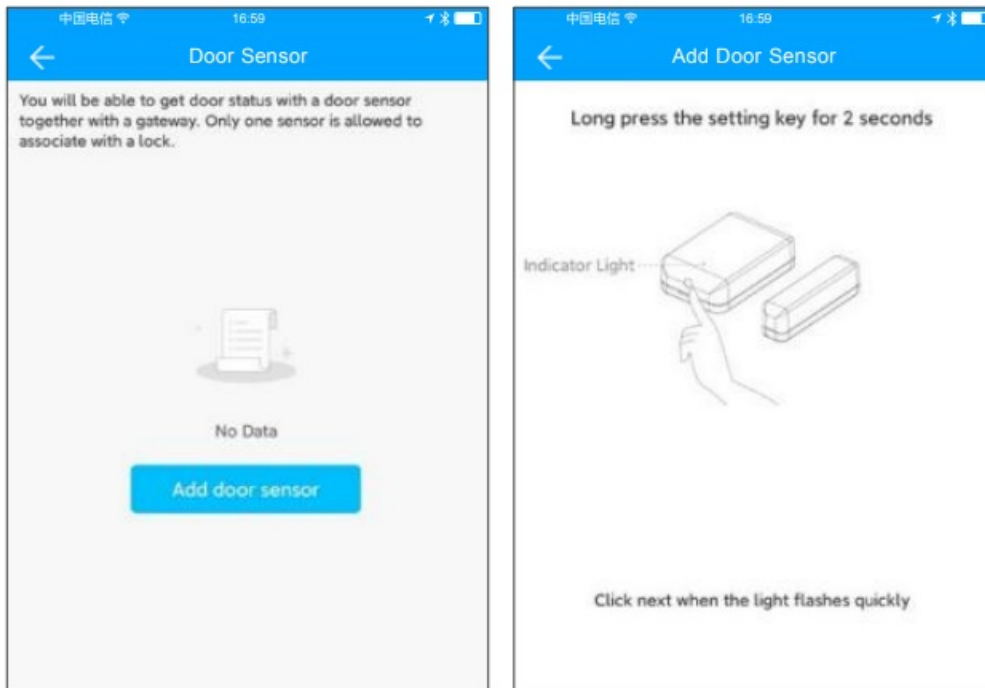 中国电信 16:59
Door Sensor
You will be able to get door status with a door sensor
together with a gateway. Only one sensor is allowed to
associate with a lock.
No Data
Add door sensor
中国电信 16:59
Add Door Sensor
Long press the setting key for 2 seconds
Indicator Light
Click next when the light flashes quickly